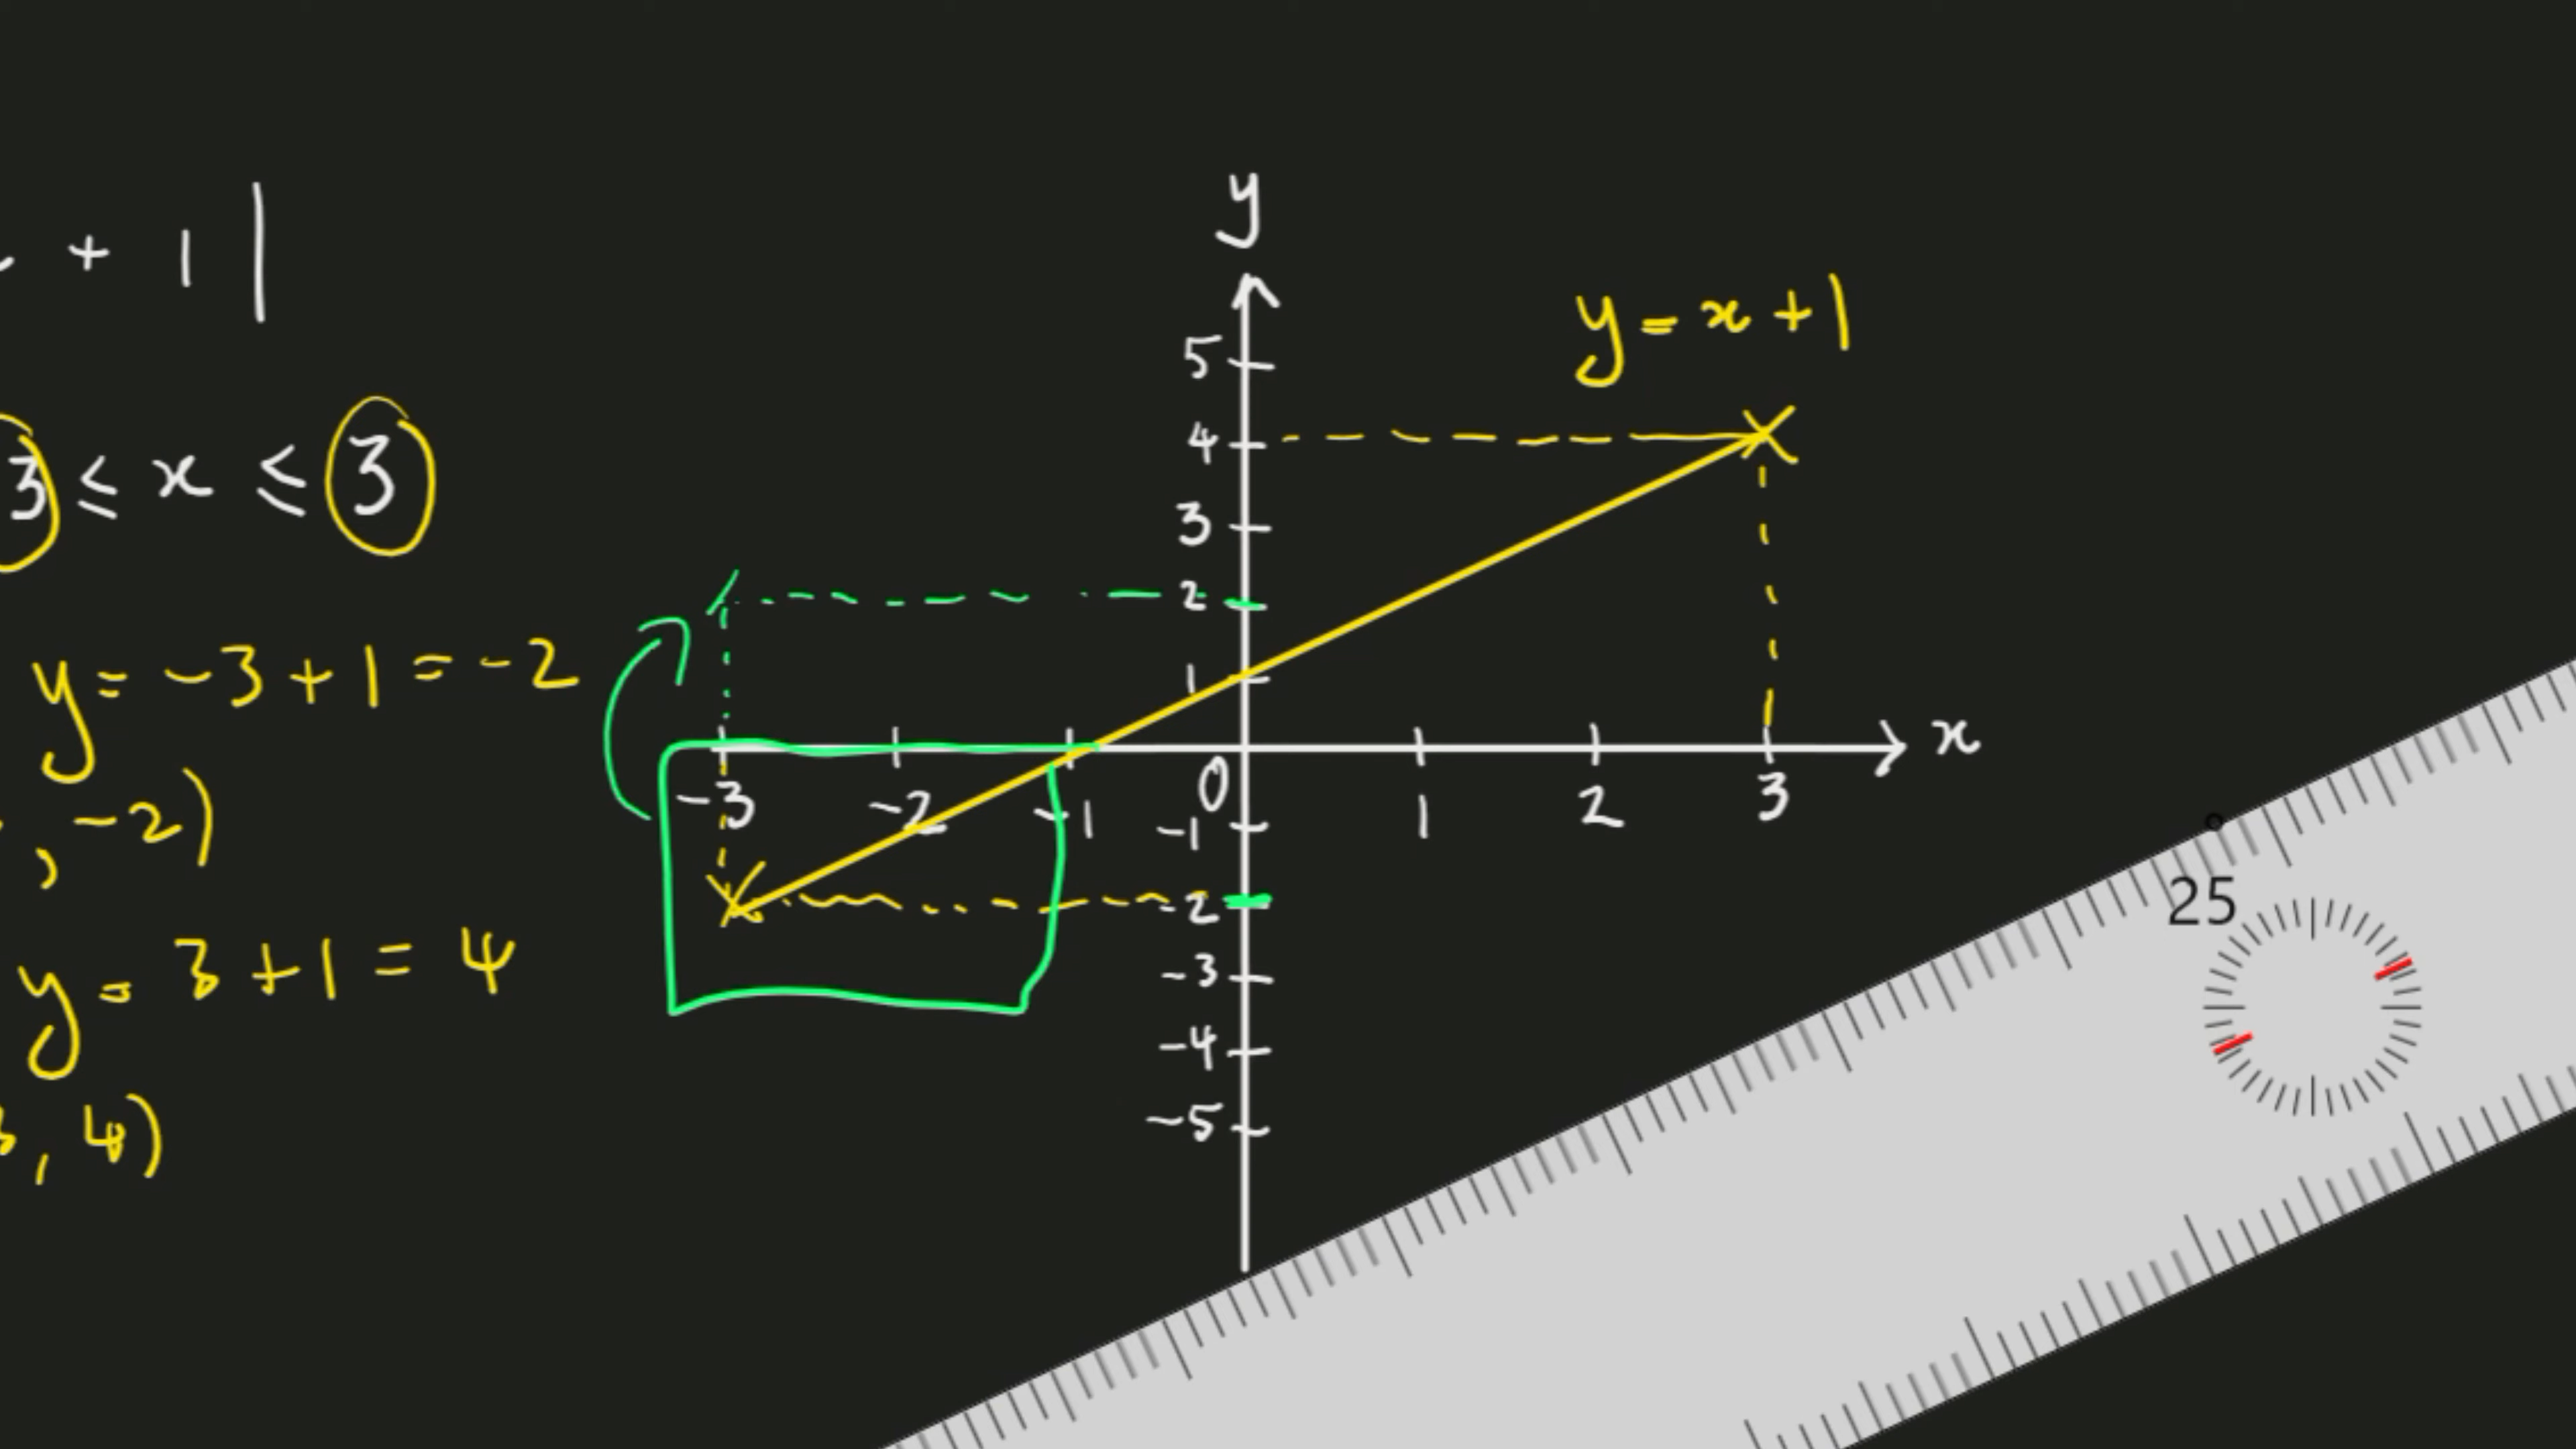 + 1 |
3 ≤ x ≤ 3
y = -3 + 1 = -2
, -2)
y = 3 + 1 = 4
3, 4)
y
y = x + 1
5
4
3
2
1
-3 -2 -1 0 1 2 3 x
-1
-2
-3
-4
-5
25°